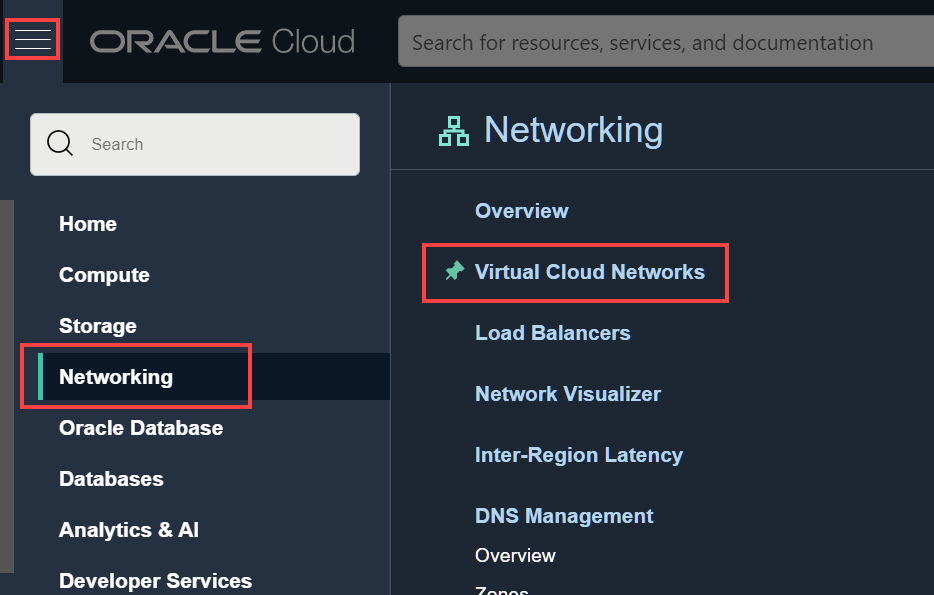 ORACLE Cloud
Search for resources, services, and documentation
Search
Home
Compute
Storage
Networking
Oracle Database
Databases
Analytics & AI
Developer Services
Networking
Overview
Virtual Cloud Networks
Load Balancers
Network Visualizer
Inter-Region Latency
DNS Management
Overview
Zones